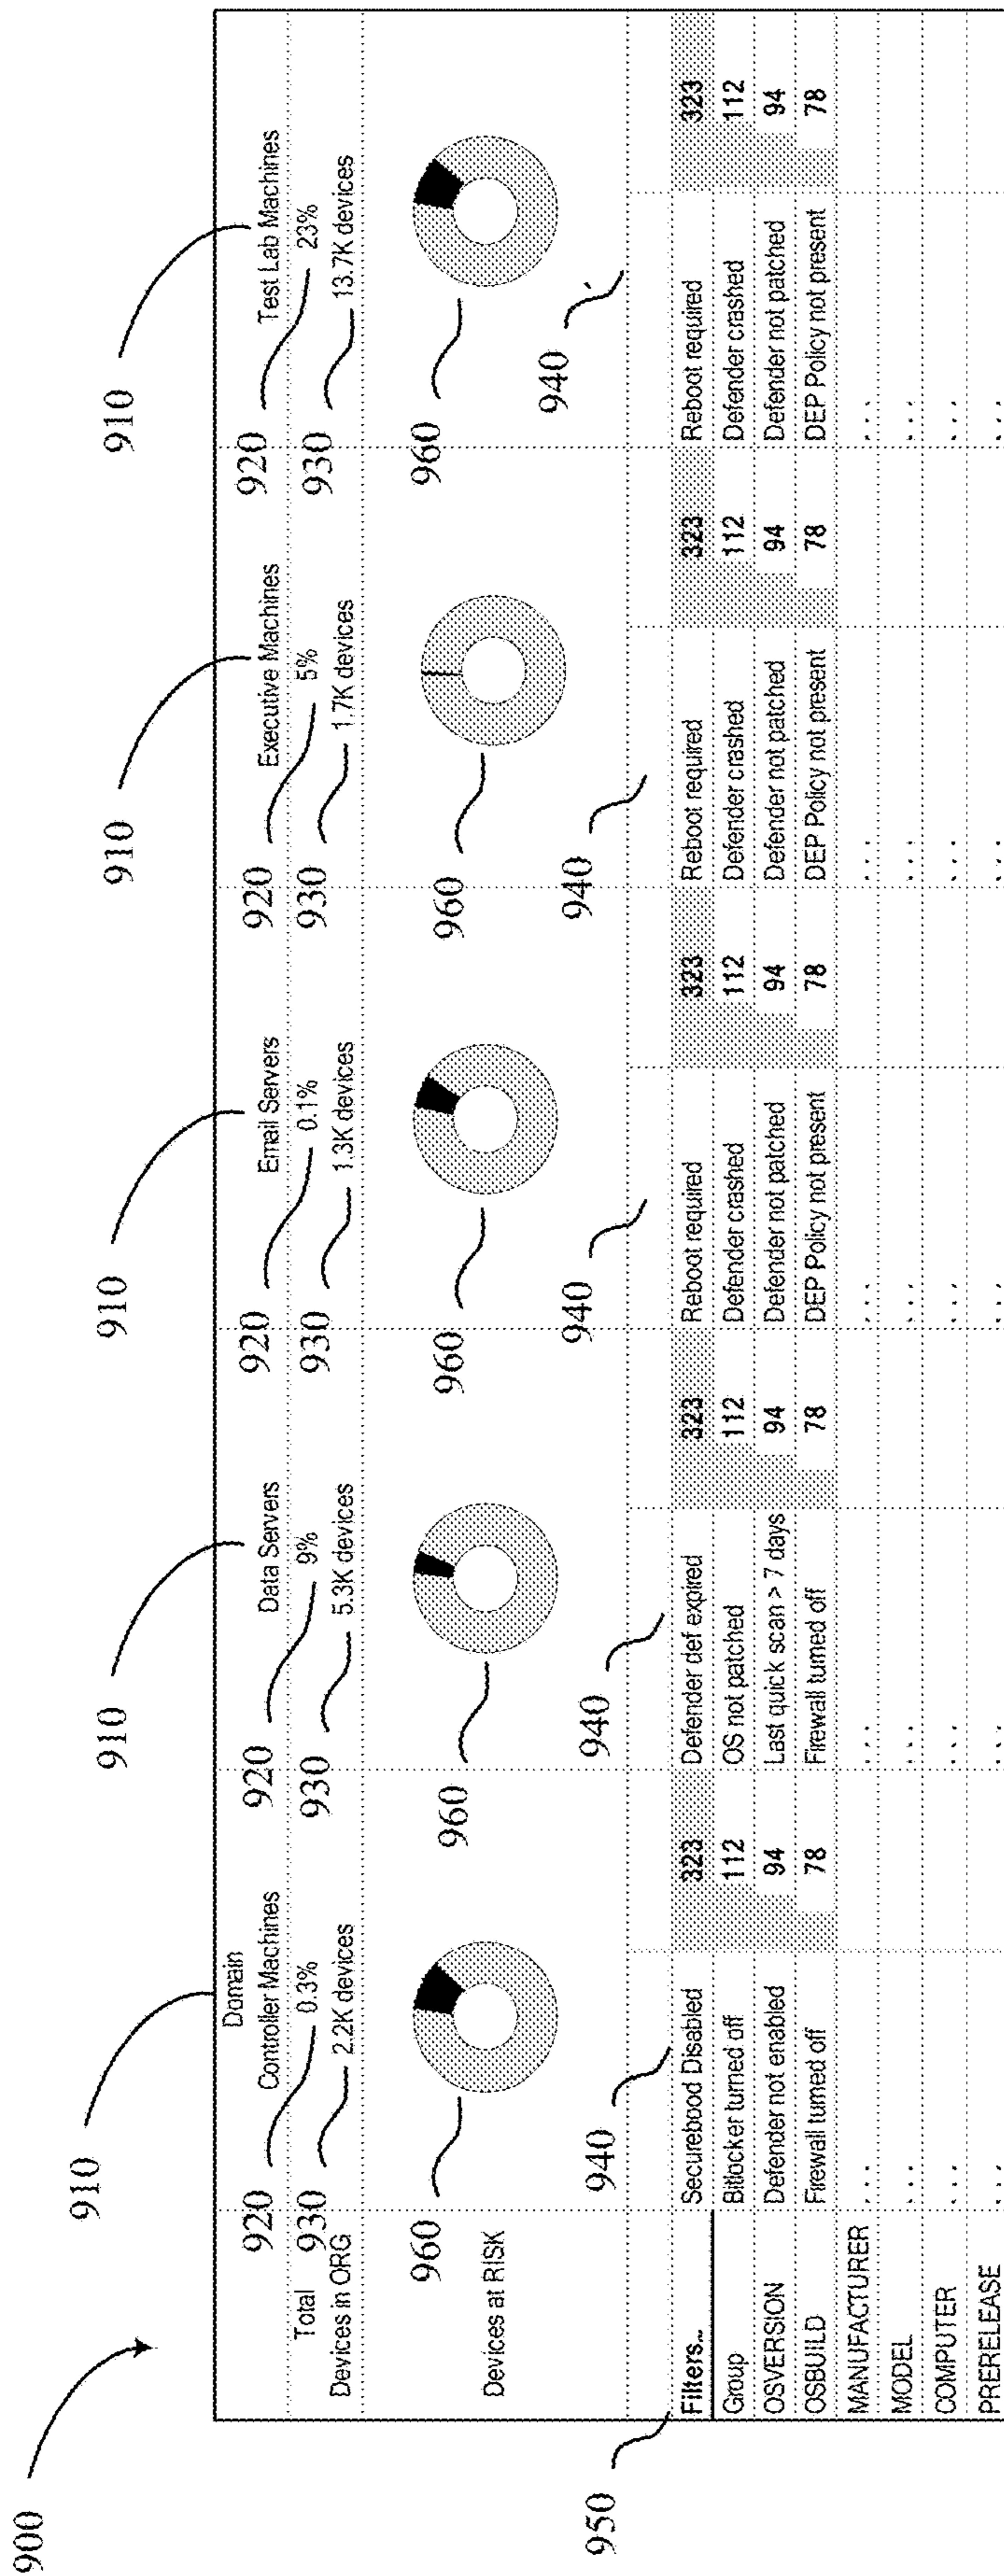 900
910 910 910 910 910
Domain
Controller Machines Data Servers Email Servers Executive Machines Test Lab Machines
920 920 920 920 920
Total 0.3% 9% 0.1% 5% 23%
930 930 930 930 930
Devices in ORG 2.2K devices 5.3K devices 1.3K devices 1.7K devices 13.7K devices
960 960 960 960 960
Devices at RISK
940 940 940 940 940
950
Filters... Securebood Disabled 323 Defender def expired 323 Reboot required 323 Reboot required 323 Reboot required 323
Group Bitlocker turned off 112 OS not patched 112 Defender crashed 112 Defender crashed 112 Defender crashed 112
OSVERSION Defender not enabled 94 Last quick scan > 7 days 94 Defender not patched 94 Defender not patched 94 Defender not patched 94
OSBUILD Firewall turned off 78 Firewall turned off 78 DEP Policy not present 78 DEP Policy not present 78 DEP Policy not present 78
MANUFACTURER ... ... ... ... ...
MODEL ... ... ... ... ...
COMPUTER ... ... ... ... ...
PRERELEASE ... ... ... ... ...